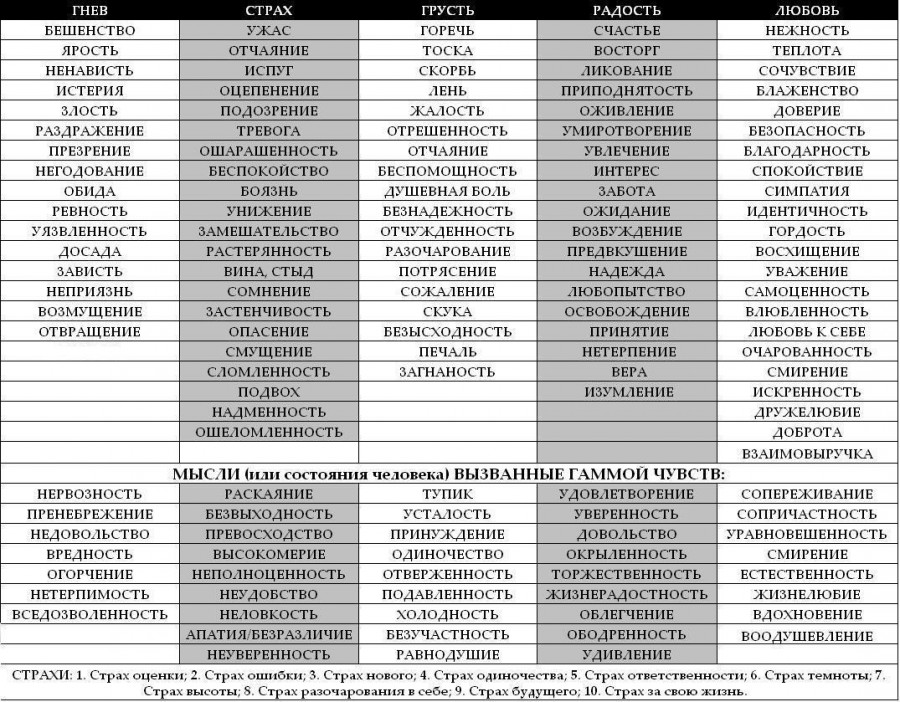 ГНЕВ СТРАХ ГРУСТЬ РАДОСТЬ ЛЮБОВЬ
БЕШЕНСТВО УЖАС ГОРЕЧЬ СЧАСТЬЕ НЕЖНОСТЬ
ЯРОСТЬ ОТЧАЯНИЕ ТОСКА ВОСТОРГ ТЕПЛОТА
НЕНАВИСТЬ ИСПУГ СКОРБЬ ЛИКОВАНИЕ СОЧУВСТВИЕ
ИСТЕРИЯ ОЦЕПЕНЕНИЕ ЛЕНЬ ПРИПОДНЯТОСТЬ БЛАЖЕНСТВО
ЗЛОСТЬ ПОДОЗРЕНИЕ ЖАЛОСТЬ ОЖИВЛЕНИЕ ДОВЕРИЕ
РАЗДРАЖЕНИЕ ТРЕВОГА ОТРЕШЕННОСТЬ УМИРОТВОРЕНИЕ БЕЗОПАСНОСТЬ
ПРЕЗРЕНИЕ ОШАРАШЕННОСТЬ ОТЧАЯНИЕ УВЛЕЧЕНИЕ БЛАГОДАРНОСТЬ
НЕГОДОВАНИЕ БЕСПОКОЙСТВО БЕСПОМОЩНОСТЬ ИНТЕРЕС СПОКОЙСТВИЕ
ОБИДА БОЯЗНЬ ДУШЕВНАЯ БОЛЬ ЗАБОТА СИМПАТИЯ
РЕВНОСТЬ УНИЖЕНИЕ БЕЗНАДЕЖНОСТЬ ОЖИДАНИЕ ИДЕНТИЧНОСТЬ
УЯЗВЛЕННОСТЬ ЗАМЕШАТЕЛЬСТВО ОТЧУЖДЕННОСТЬ ВОЗБУЖДЕНИЕ ГОРДОСТЬ
ДОСАДА РАСТЕРЯННОСТЬ РАЗОЧАРОВАНИЕ ПРЕДВКУШЕНИЕ ВОСХИЩЕНИЕ
ЗАВИСТЬ ВИНА, СТЫД ПОТРЯСЕНИЕ НАДЕЖДА УВАЖЕНИЕ
НЕПРИЯЗНЬ СОМНЕНИЕ СОЖАЛЕНИЕ ЛЮБОПЫТСТВО САМОЦЕННОСТЬ
ВОЗМУЩЕНИЕ ЗАСТЕНЧИВОСТЬ СКУКА ОСВОБОЖДЕНИЕ ВЛЮБЛЕННОСТЬ
ОТВРАЩЕНИЕ ОПАСЕНИЕ БЕЗЫСХОДНОСТЬ ПРИНЯТИЕ ЛЮБОВЬ К СЕБЕ
СМУЩЕНИЕ ПЕЧАЛЬ НЕТЕРПЕНИЕ ОЧАРОВАННОСТЬ
СЛОМЛЕННОСТЬ ЗАГНАНОСТЬ ВЕРА СМИРЕНИЕ
ПОДВОХ ИЗУМЛЕНИЕ ИСКРЕННОСТЬ
НАДМЕННОСТЬ ДРУЖЕЛЮБИЕ
ОШЕЛОМЛЕННОСТЬ ДОБРОТА
ВЗАИМОВЫРУЧКА
МЫСЛИ (или состояния человека) ВЫЗВАННЫЕ ГАММОЙ ЧУВСТВ:
НЕРВОЗНОСТЬ РАСКАЯНИЕ ТУПИК УДОВЛЕТВОРЕНИЕ СОПЕРЕЖИВАНИЕ
ПРЕНЕБРЕЖЕНИЕ БЕЗВЫХОДНОСТЬ УСТАЛОСТЬ УВЕРЕННОСТЬ СОПРИЧАСТНОСТЬ
НЕДОВОЛЬСТВО ПРЕВОСХОДСТВО ПРИНУЖДЕНИЕ ДОВОЛЬСТВО УРАВНОВЕШЕННОСТЬ
ВРЕДНОСТЬ ВЫСОКОМЕРИЕ ОДИНОЧЕСТВО ОКРЫЛЕННОСТЬ СМИРЕНИЕ
ОГОРЧЕНИЕ НЕПОЛНОЦЕННОСТЬ ОТВЕРЖЕННОСТЬ ТОРЖЕСТВЕННОСТЬ ЕСТЕСТВЕННОСТЬ
НЕТЕРПИМОСТЬ НЕУДОБСТВО ПОДАВЛЕННОСТЬ ЖИЗНЕРАДОСТНОСТЬ ЖИЗНЕЛЮБИЕ
ВСЕДОЗВОЛЕННОСТЬ НЕЛОВКОСТЬ ХОЛОДНОСТЬ ОБЛЕГЧЕНИЕ ВДОХНОВЕНИЕ
АПАТИЯ/БЕЗРАЗЛИЧИЕ БЕЗУЧАСТНОСТЬ ОБОДРЕННОСТЬ ВООДУШЕВЛЕНИЕ
НЕУВЕРЕННОСТЬ РАВНОДУШИЕ УДИВЛЕНИЕ
СТРАХИ: 1. Страх оценки; 2. Страх ошибки; 3. Страх нового; 4. Страх одиночества; 5. Страх ответственности; 6. Страх темноты; 7.
Страх высоты; 8. Страх разочарования в себе; 9. Страх будущего; 10. Страх за свою жизнь.